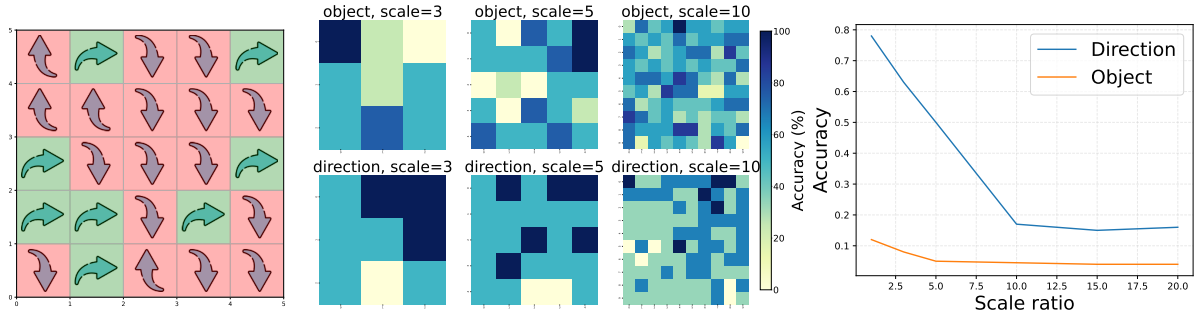 5
4
3
2
1
0
0 1 2 3 4 5
object, scale=3
object, scale=5
object, scale=10
direction, scale=3
direction, scale=5
direction, scale=10
100
80
60
40
20
0
Accuracy (%)
Accuracy
0.8
0.7
0.6
0.5
0.4
0.3
0.2
0.1
Direction
Object
2.5 5.0 7.5 10.0 12.5 15.0 17.5 20.0
Scale ratio